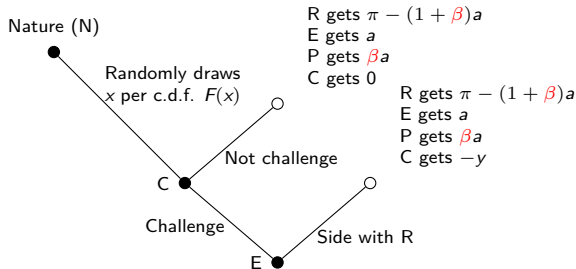 Nature (N)
Randomly draws
x per c.d.f. F(x)
R gets π − (1 + β)a
E gets a
P gets βa
C gets 0
R gets π − (1 + β)a
E gets a
P gets βa
C gets −y
Not challenge
C
Challenge
Side with R
E